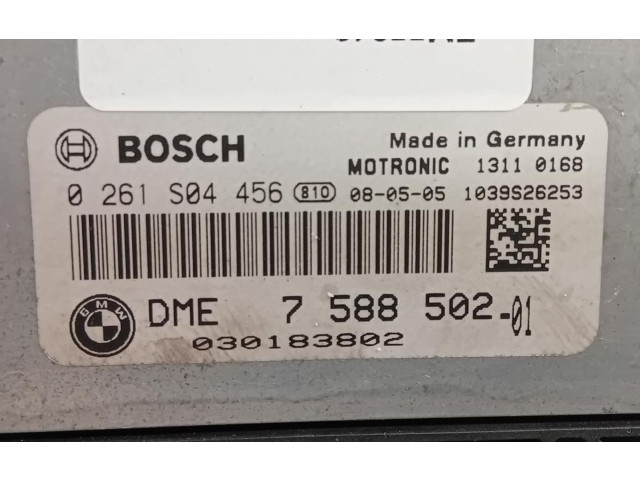 BOSCH
Made in Germany
MOTRONIC 1311 0168
0 261 S04 456 810 08-05-05 1039S26253
BMW
DME 7 588 502-01
030183802